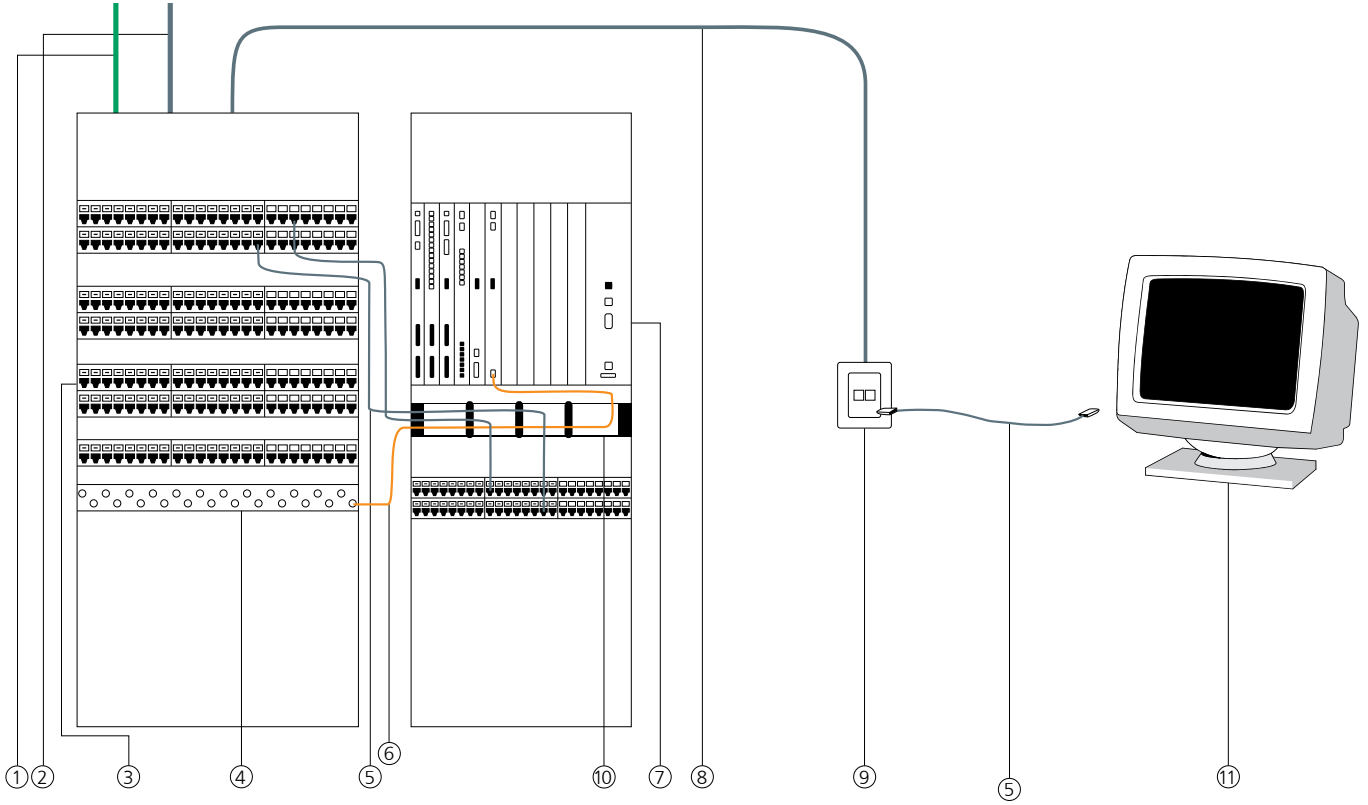 ① ② ③ ④ ⑤ ⑥ ⑩ ⑦ ⑧ ⑨ ⑤ ⑪